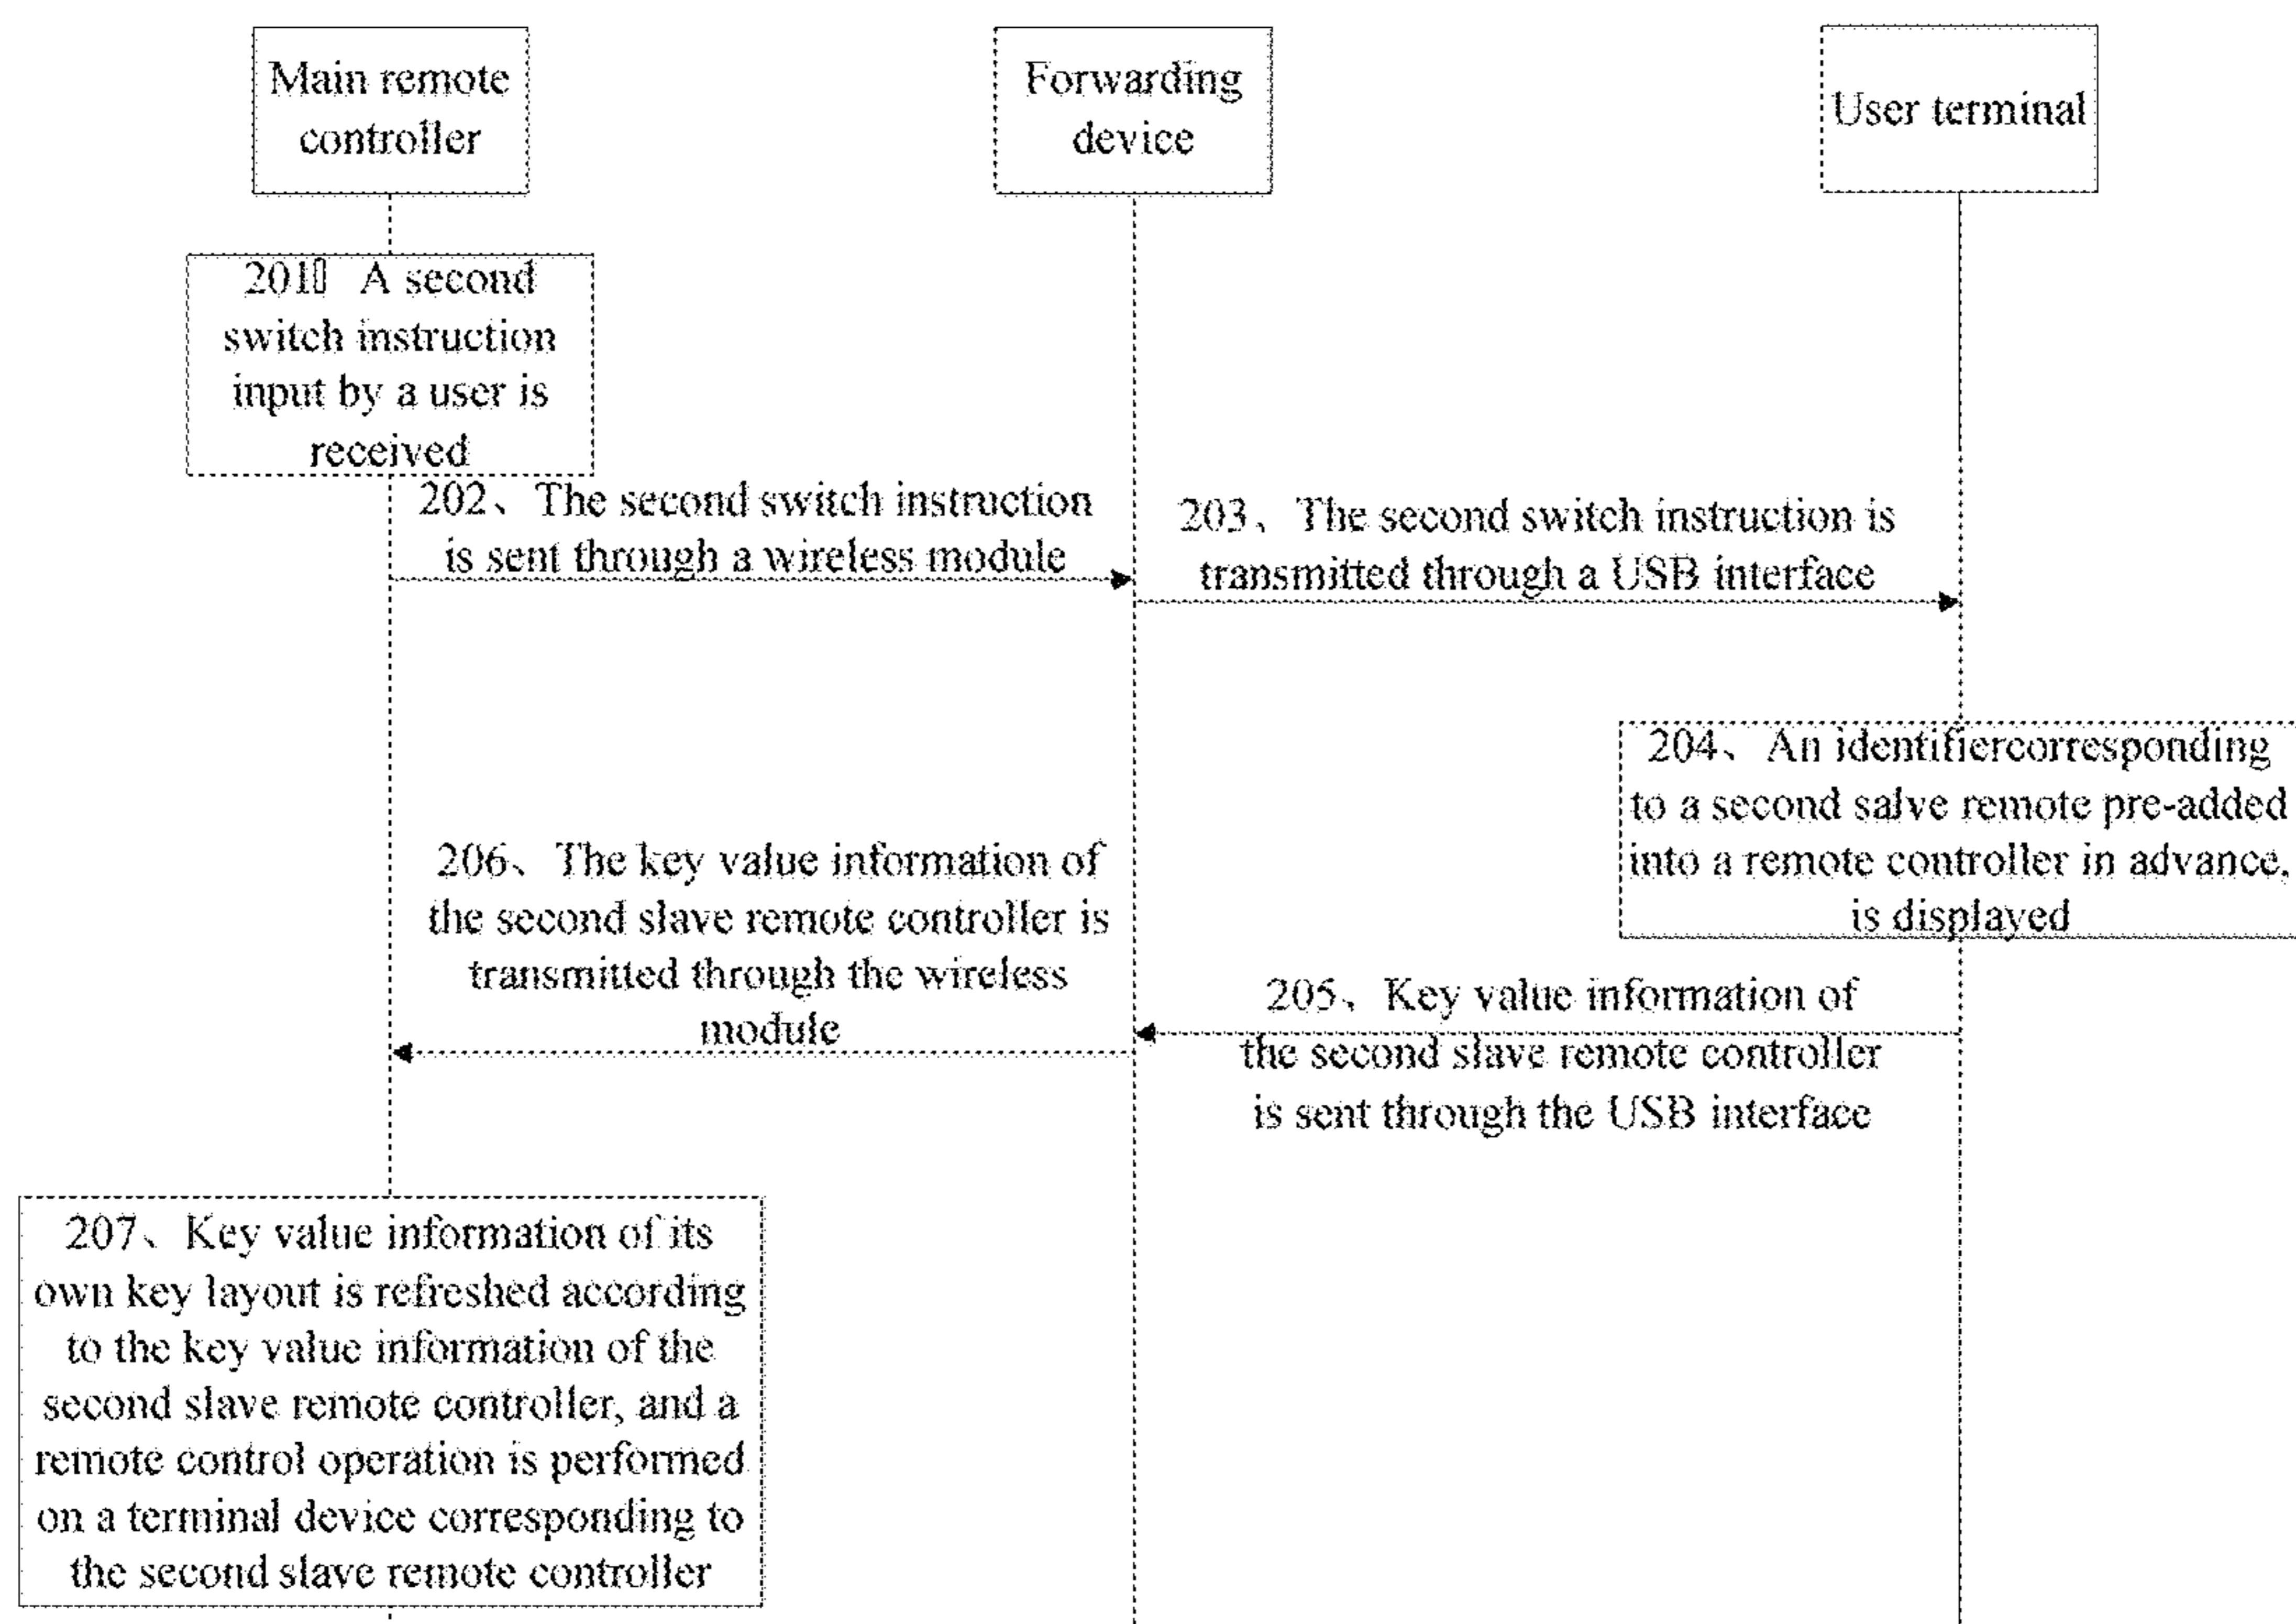 Main remote
controller
Forwarding
device
User terminal
201▯ A second
switch instruction
input by a user is
received
202、The second switch instruction
is sent through a wireless module
203、The second switch instruction is
transmitted through a USB interface
204、An identifiercorresponding
to a second salve remote pre-added
into a remote controller in advance,
is displayed
205、Key value information of
the second slave remote controller
is sent through the USB interface
206、The key value information of
the second slave remote controller is
transmitted through the wireless
module
207、Key value information of its
own key layout is refreshed according
to the key value information of the
second slave remote controller, and a
remote control operation is performed
on a terminal device corresponding to
the second slave remote controller